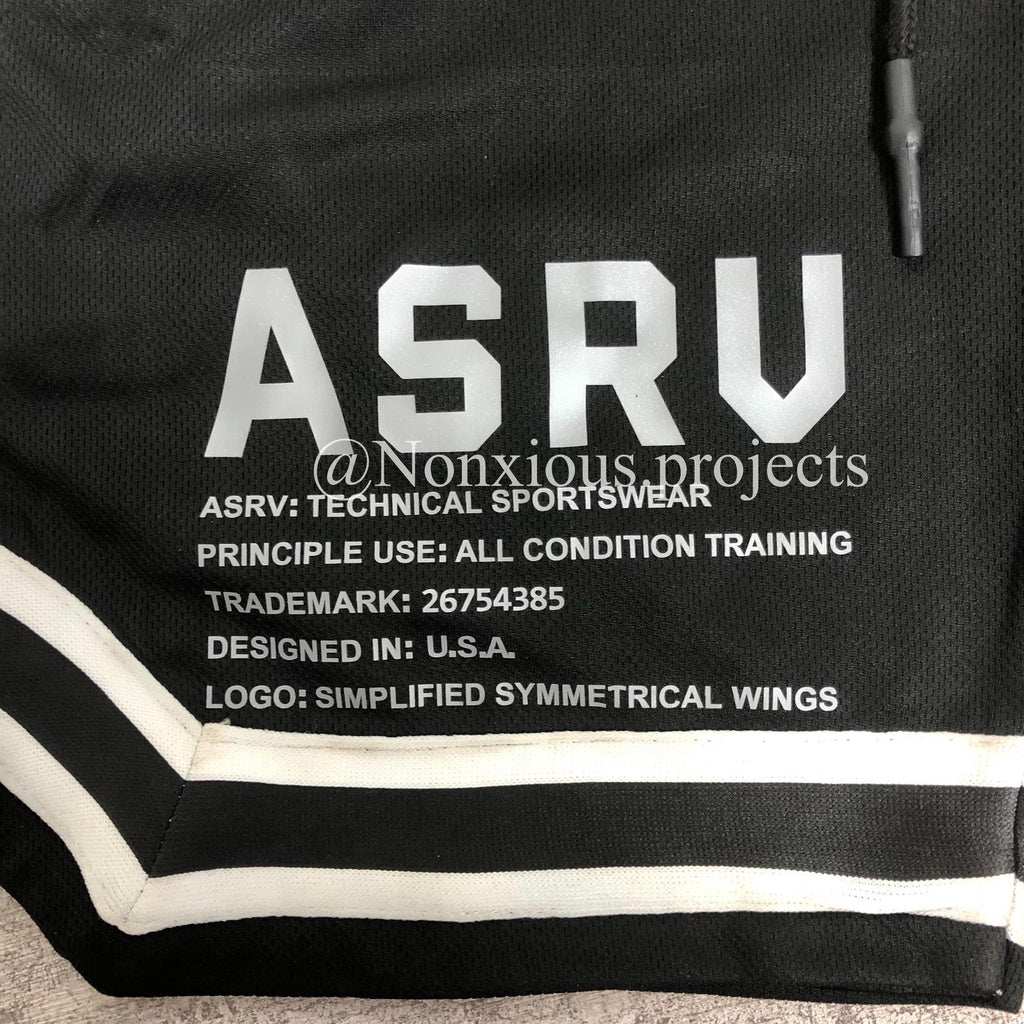 ASRV
@Nonxious.projects
ASRV: TECHNICAL SPORTSWEAR
PRINCIPLE USE: ALL CONDITION TRAINING
TRADEMARK: 26754385
DESIGNED IN: U.S.A.
LOGO: SIMPLIFIED SYMMETRICAL WINGS